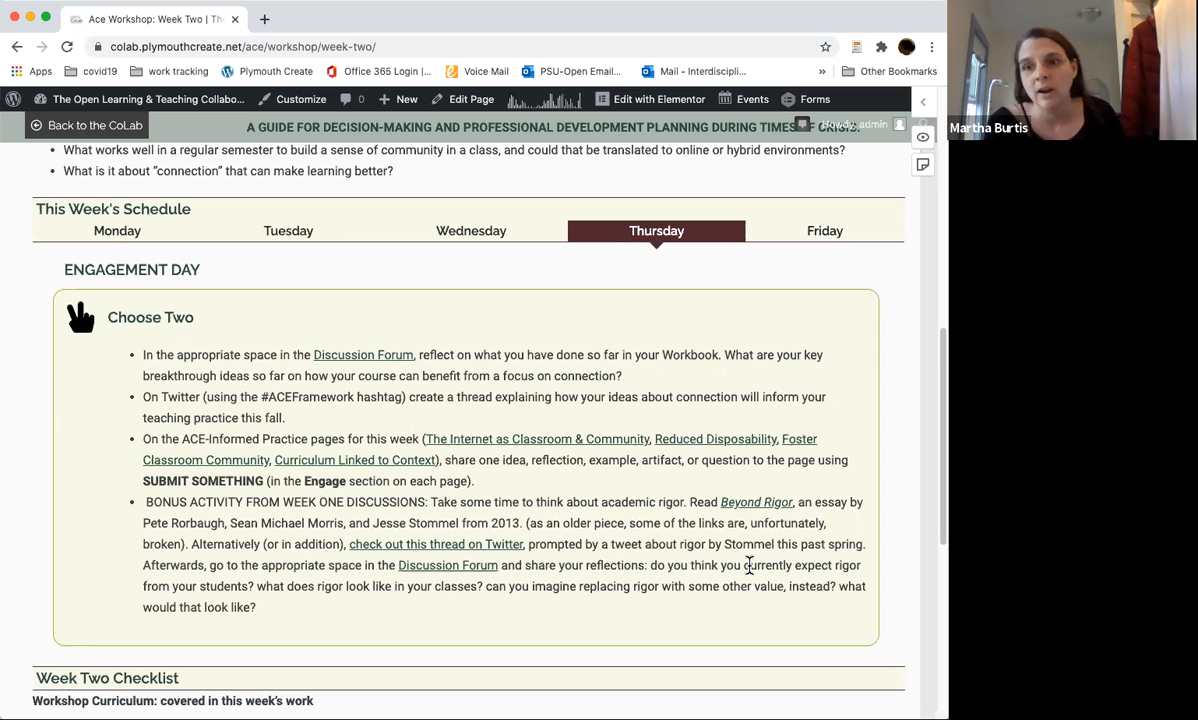 Ace Workshop: Week Two | Th
colab.plymouthcreate.net/ace/workshop/week-two/
Apps covid19 work tracking Plymouth Create Office 365 Login |... Voice Mail PSU-Open Email... Mail - Interdiscipli... » Other Bookmarks
The Open Learning & Teaching Collabo... Customize 0 New Edit Page Edit with Elementor Events Forms
Back to the CoLab
A GUIDE FOR DECISION-MAKING AND PROFESSIONAL DEVELOPMENT PLANNING DURING TIMES OF
Howdy, admin
Martha Burtis
• What works well in a regular semester to build a sense of community in a class, and could that be translated to online or hybrid environments?
• What is it about “connection” that can make learning better?
This Week's Schedule
Monday Tuesday Wednesday Thursday Friday
ENGAGEMENT DAY
Choose Two
• In the appropriate space in the Discussion Forum, reflect on what you have done so far in your Workbook. What are your key
breakthrough ideas so far on how your course can benefit from a focus on connection?
• On Twitter (using the #ACEFramework hashtag) create a thread explaining how your ideas about connection will inform your
teaching practice this fall.
• On the ACE-Informed Practice pages for this week (The Internet as Classroom & Community, Reduced Disposability, Foster
Classroom Community, Curriculum Linked to Context), share one idea, reflection, example, artifact, or question to the page using
SUBMIT SOMETHING (in the Engage section on each page).
• BONUS ACTIVITY FROM WEEK ONE DISCUSSIONS: Take some time to think about academic rigor. Read Beyond Rigor, an essay by
Pete Rorbaugh, Sean Michael Morris, and Jesse Stommel from 2013. (as an older piece, some of the links are, unfortunately,
broken). Alternatively (or in addition), check out this thread on Twitter, prompted by a tweet about rigor by Stommel this past spring.
Afterwards, go to the appropriate space in the Discussion Forum and share your reflections: do you think you currently expect rigor
from your students? what does rigor look like in your classes? can you imagine replacing rigor with some other value, instead? what
would that look like?
Week Two Checklist
Workshop Curriculum: covered in this week’s work